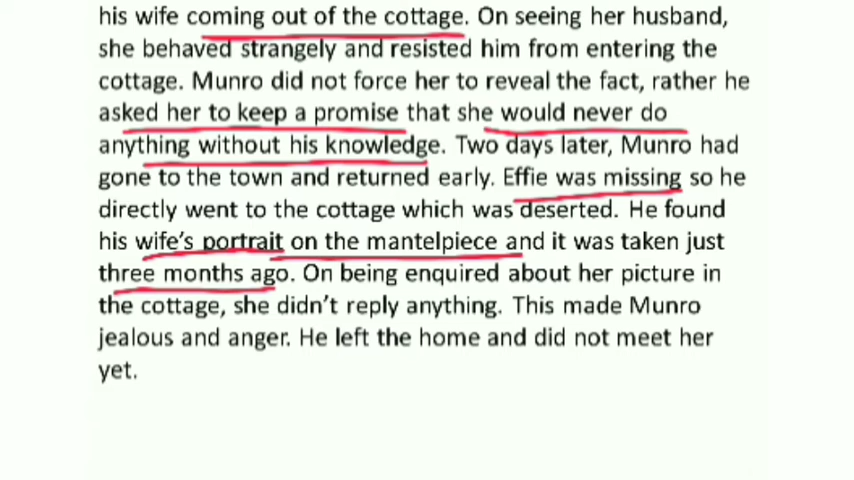 his wife coming out of the cottage. On seeing her husband,
she behaved strangely and resisted him from entering the
cottage. Munro did not force her to reveal the fact, rather he
asked her to keep a promise that she would never do
anything without his knowledge. Two days later, Munro had
gone to the town and returned early. Effie was missing so he
directly went to the cottage which was deserted. He found
his wife's portrait on the mantelpiece and it was taken just
three months ago. On being enquired about her picture in
the cottage, she didn't reply anything. This made Munro
jealous and anger. He left the home and did not meet her
yet.